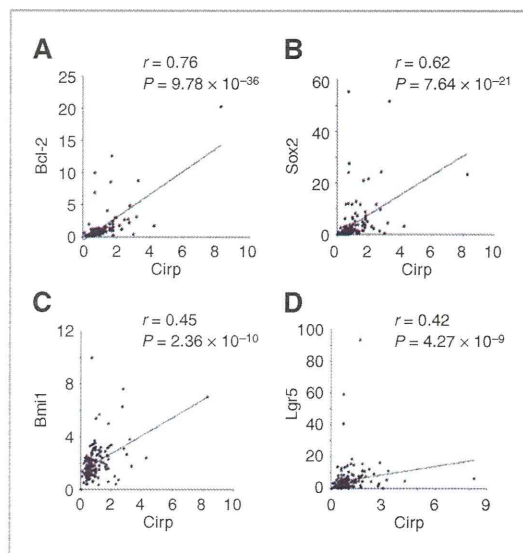 A
r = 0.76
P = 9.78 × 10⁻³⁶
25
20
15
10
5
0
Bcl-2
0 2 4 6 8 10
Cirp
B
r = 0.62
P = 7.64 × 10⁻²¹
60
40
20
0
Sox2
0 2 4 6 8 10
Cirp
C
r = 0.45
P = 2.36 × 10⁻¹⁰
12
8
4
0
Bmi1
0 2 4 6 8 10
Cirp
D
r = 0.42
P = 4.27 × 10⁻⁹
100
80
60
40
20
0
Lgr5
0 3 6 9
Cirp